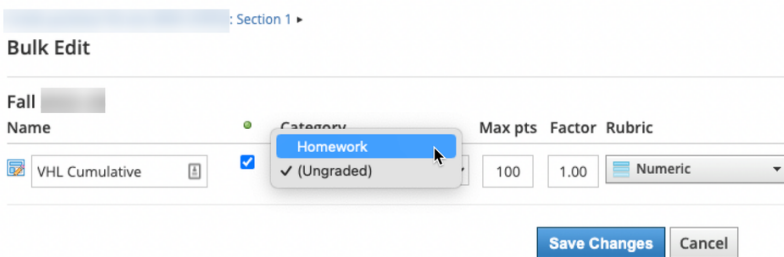 : Section 1 ▸
Bulk Edit
Fall
Name Category Max pts Factor Rubric
Homework
VHL Cumulative ✓ (Ungraded) 100 1.00 Numeric
Save Changes Cancel